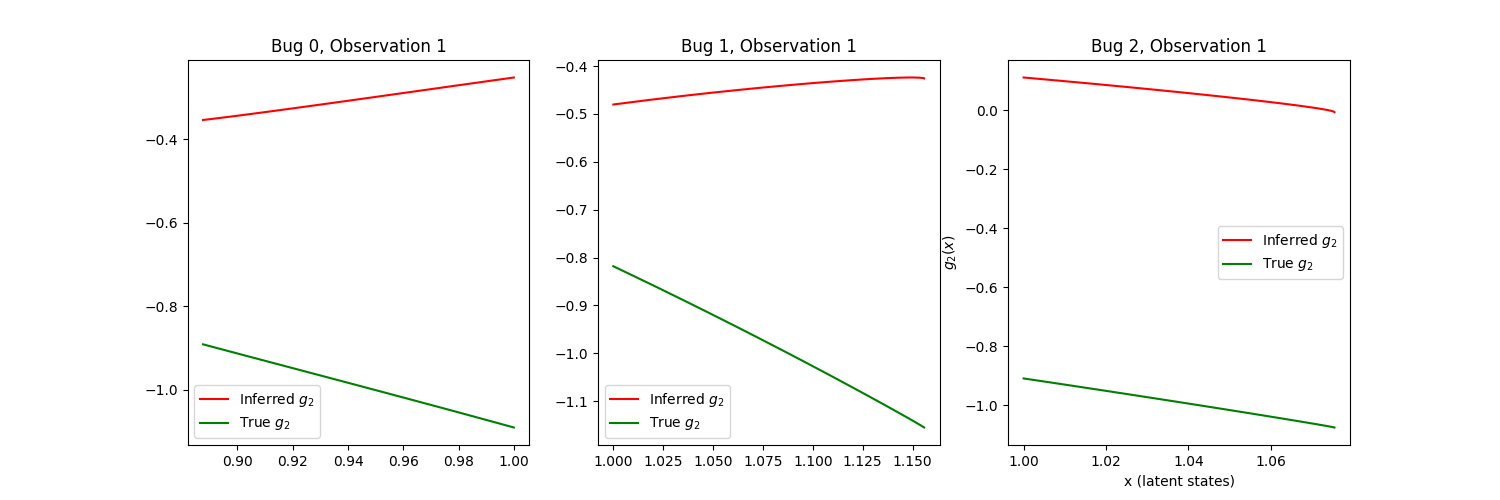 Bug 0, Observation 1
−0.4
−0.6
−0.8
−1.0
Inferred g₂
True g₂
0.90 0.92 0.94 0.96 0.98 1.00
Bug 1, Observation 1
−0.4
−0.5
−0.6
−0.7
−0.8
−0.9
−1.0
−1.1
Inferred g₂
True g₂
1.000 1.025 1.050 1.075 1.100 1.125 1.150
Bug 2, Observation 1
g₂(x)
0.0
−0.2
−0.4
−0.6
−0.8
−1.0
Inferred g₂
True g₂
1.00 1.02 1.04 1.06
x (latent states)